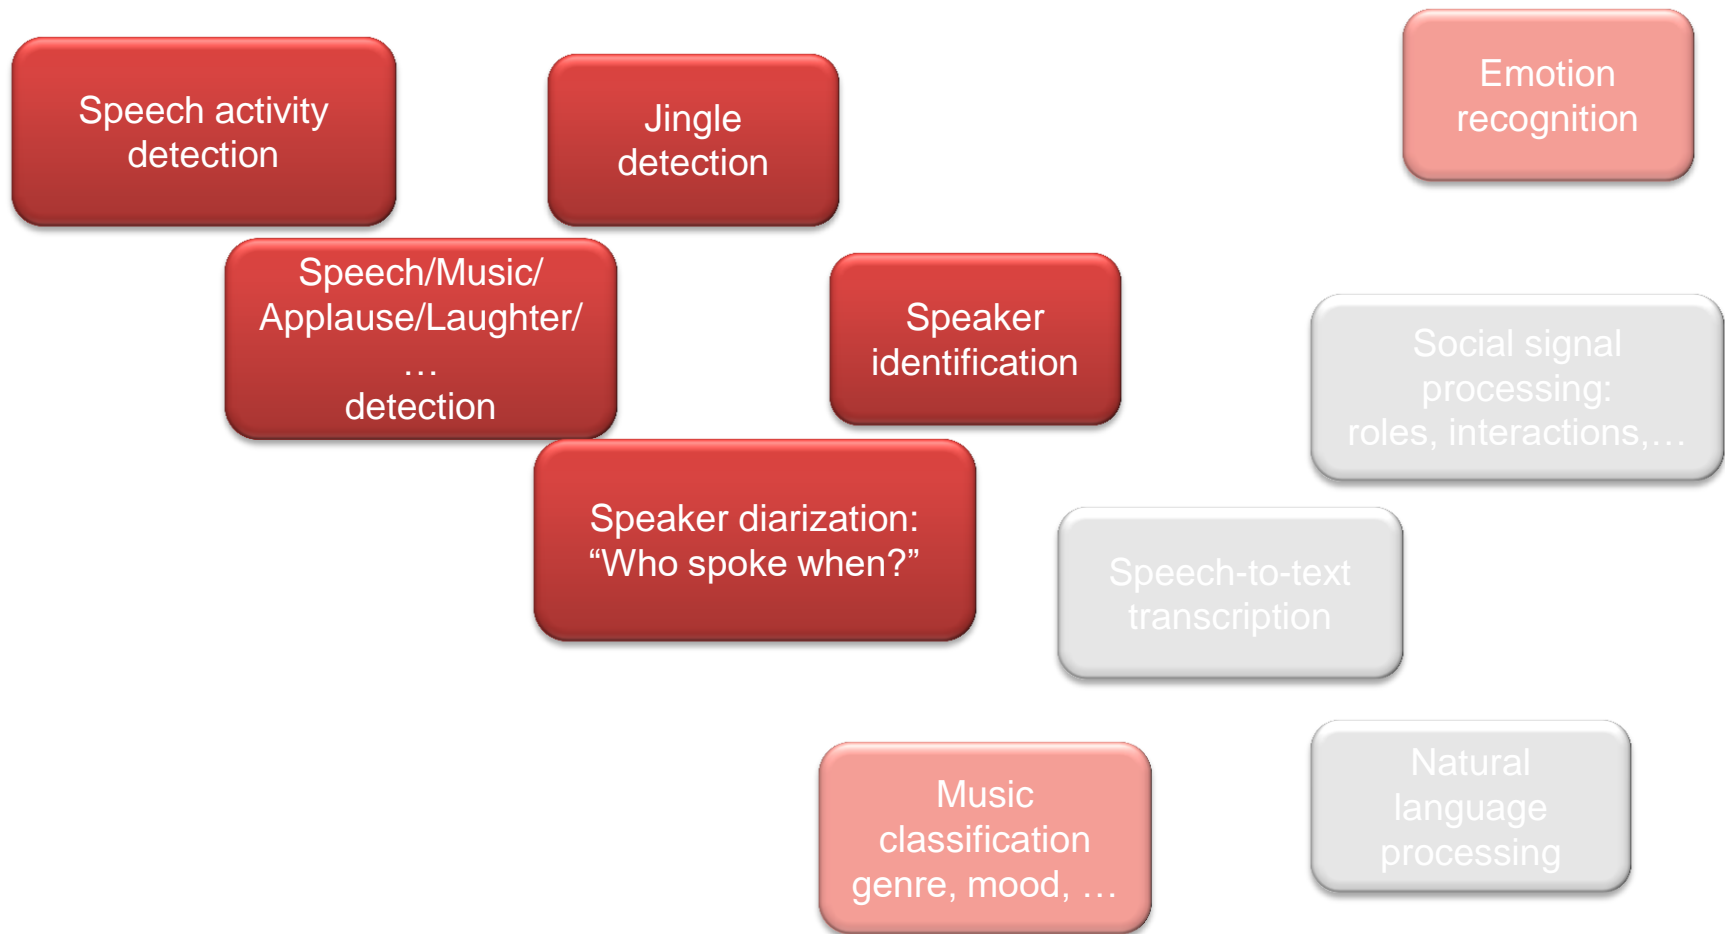 Speech activity
detection
Jingle
detection
Emotion
recognition
Speech/Music/
Applause/Laughter/
…
detection
Speaker
identification
Social signal
processing:
roles, interactions,…
Speaker diarization:
“Who spoke when?”
Speech-to-text
transcription
Music
classification
genre, mood, …
Natural
language
processing